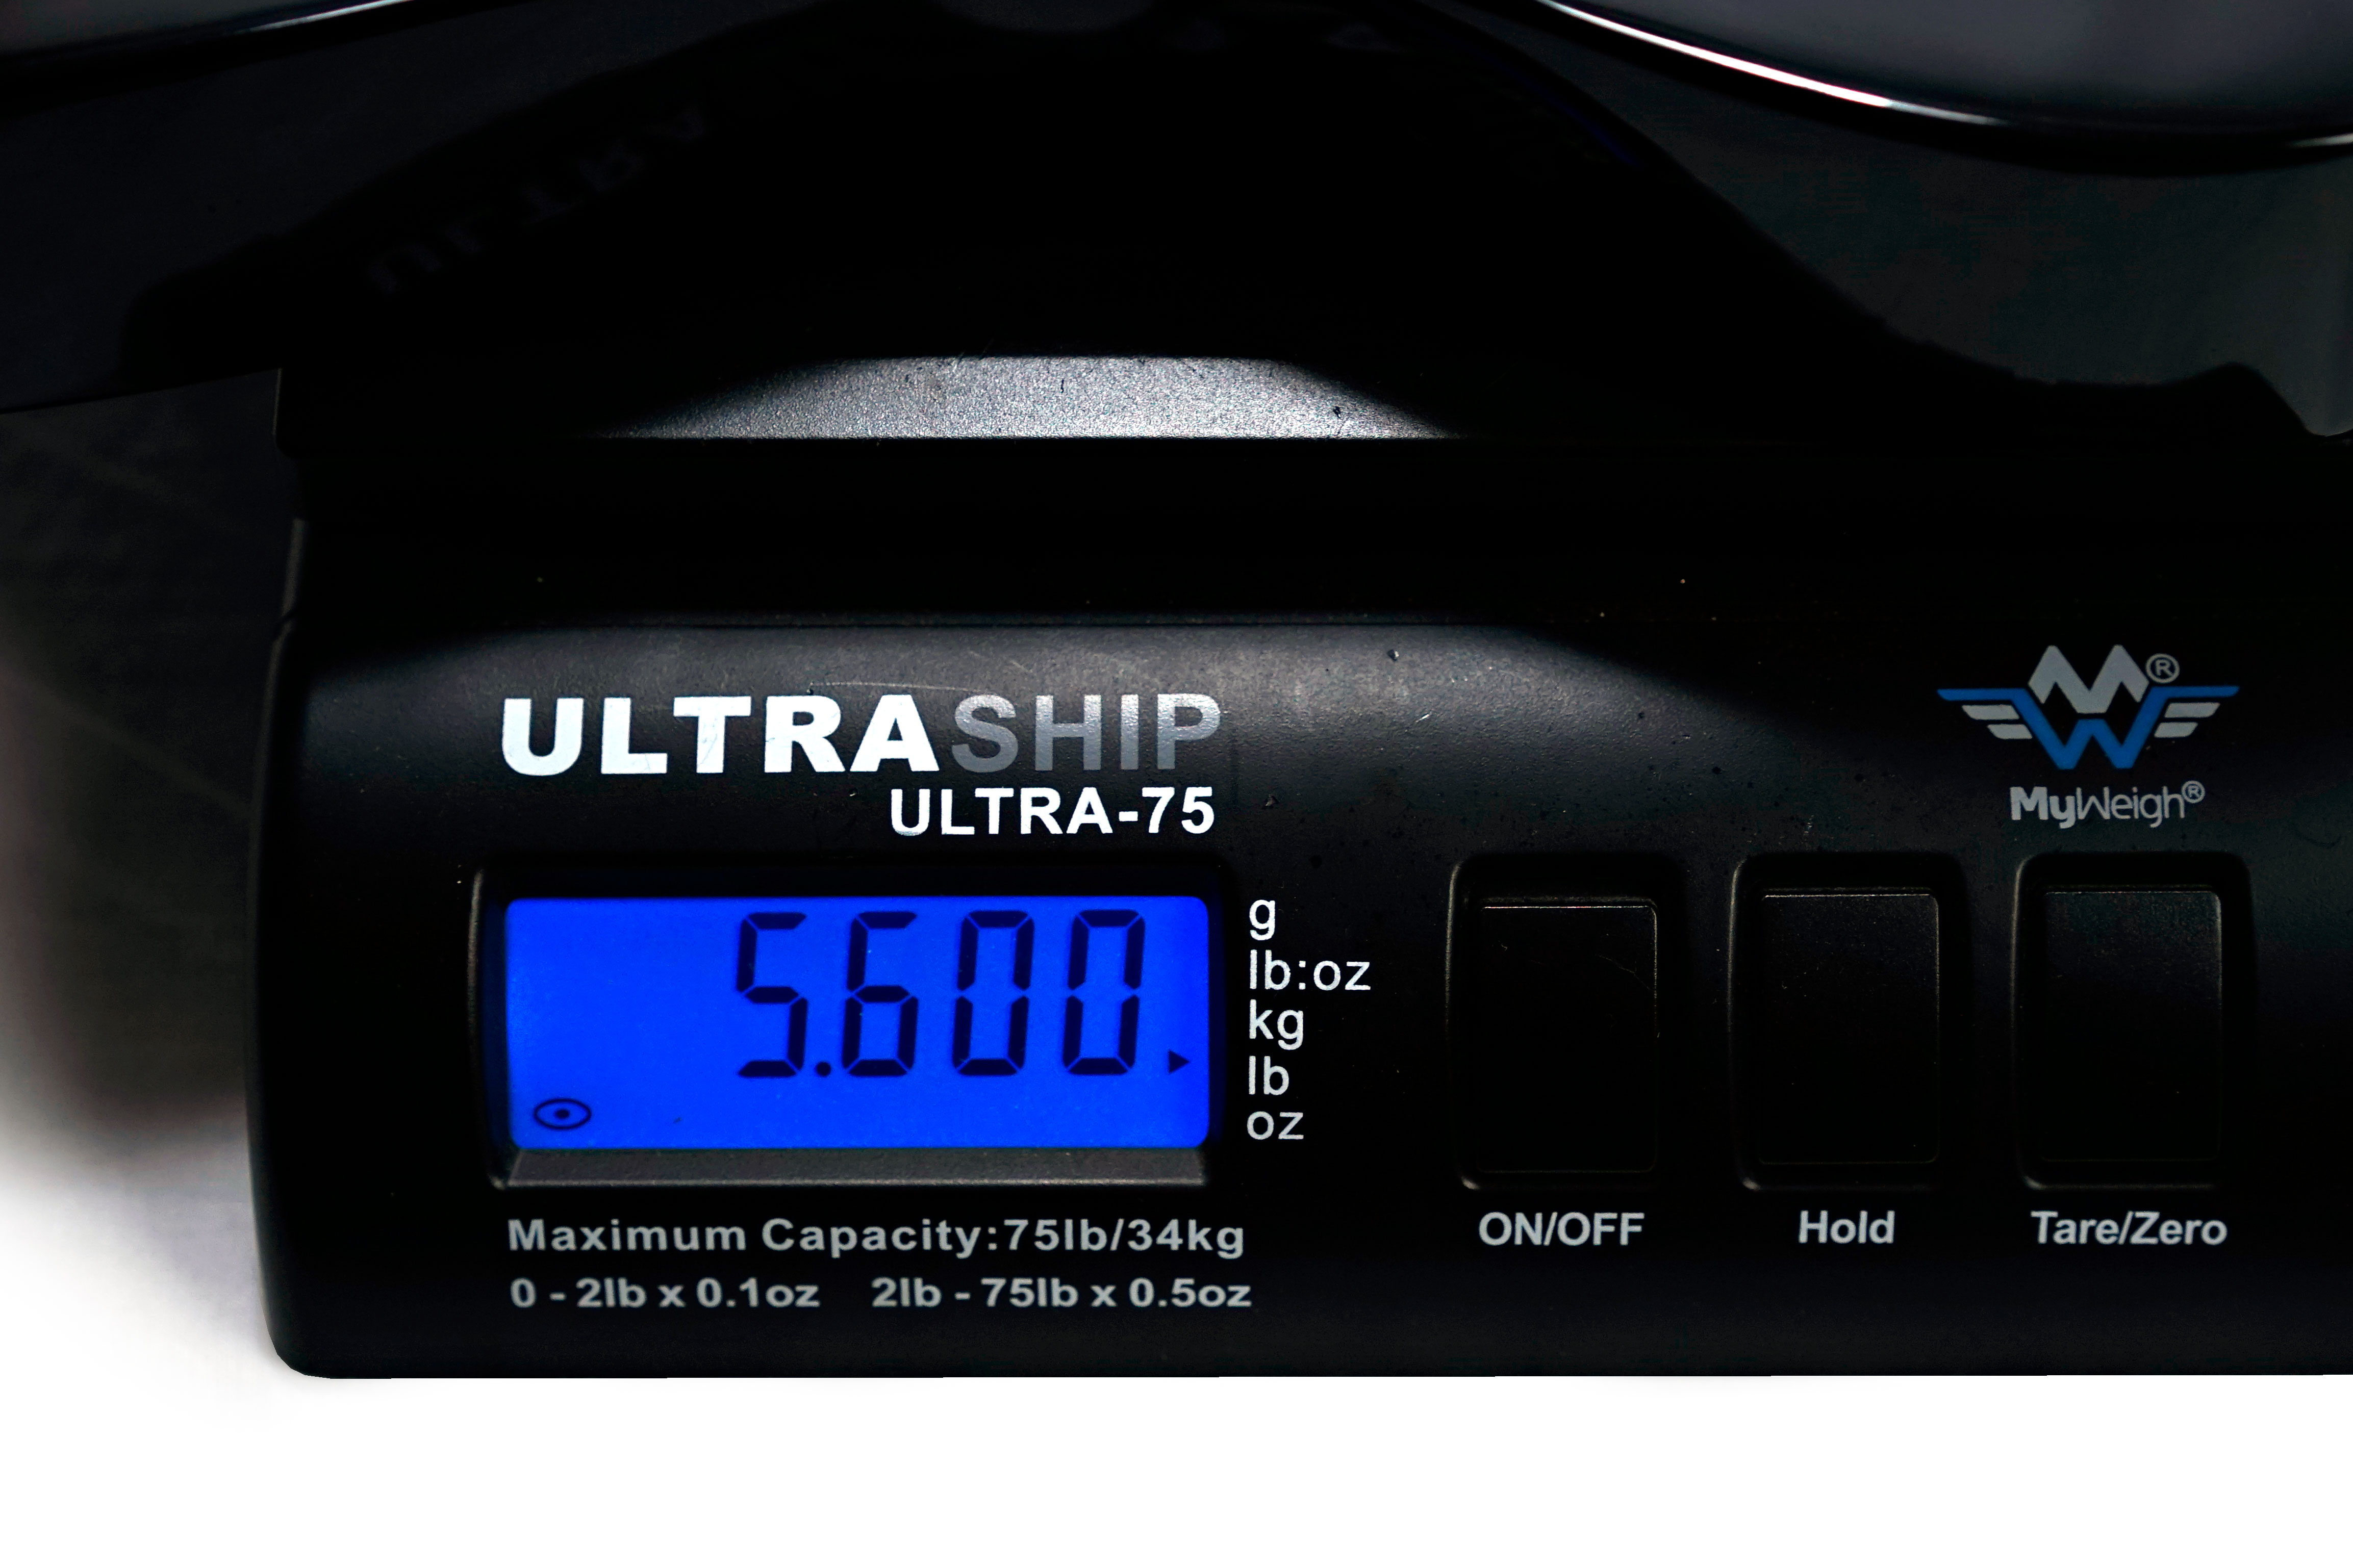 ULTRA
ULTRASHIP
ULTRA-75
MyWeigh®
5.600
g
lb:oz
kg
lb
oz
ON/OFF
Hold
Tare/Zero
Maximum Capacity:75lb/34kg
0 - 2lb x 0.1oz 2lb - 75lb x 0.5oz